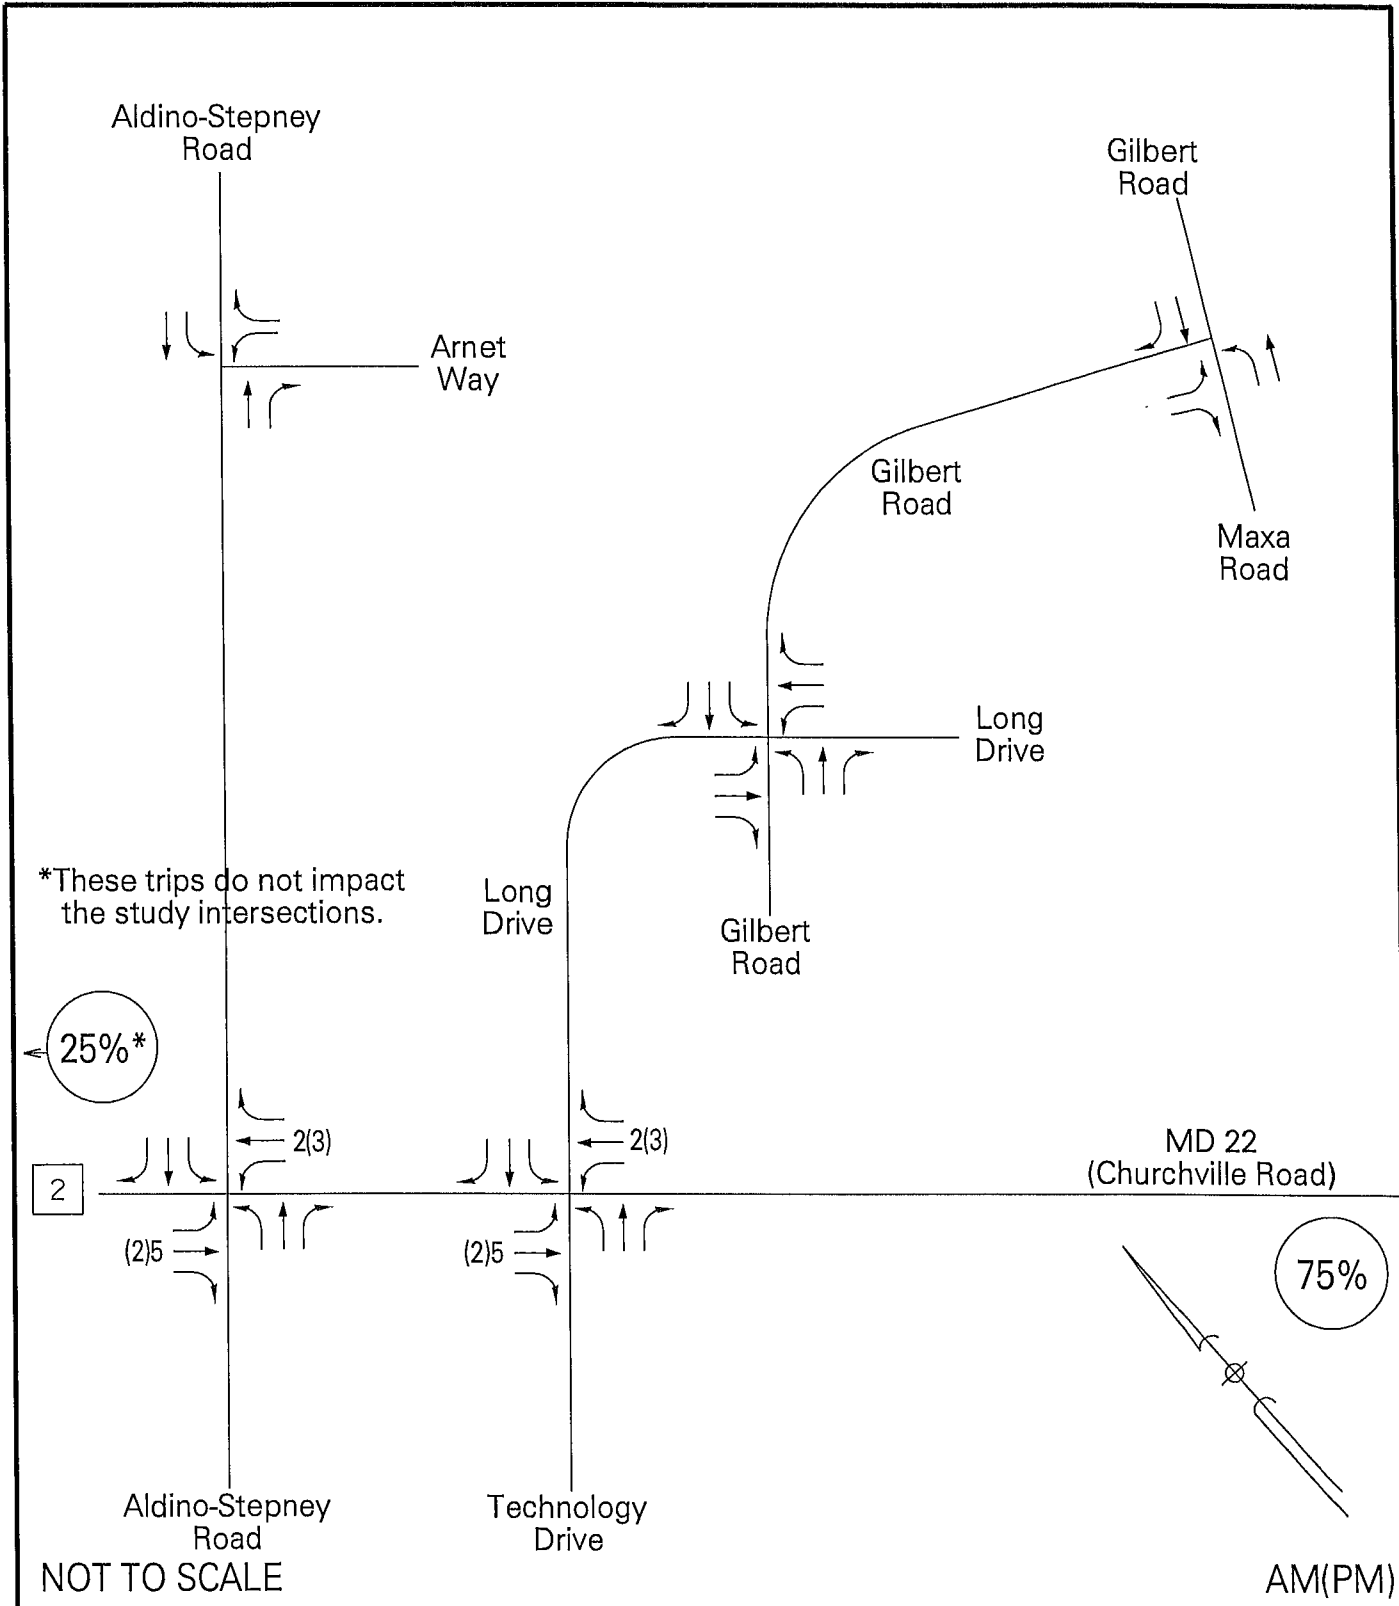 Aldino-Stepney
Road
Gilbert
Road
Arnet
Way
Gilbert
Road
Maxa
Road
Long
Drive
*These trips do not impact
the study intersections.
Long
Drive
Gilbert
Road
25%*
2(3)
2(3)
MD 22
(Churchville Road)
2
(2)5
(2)5
75%
Aldino-Stepney
Road
Technology
Drive
NOT TO SCALE
AM(PM)